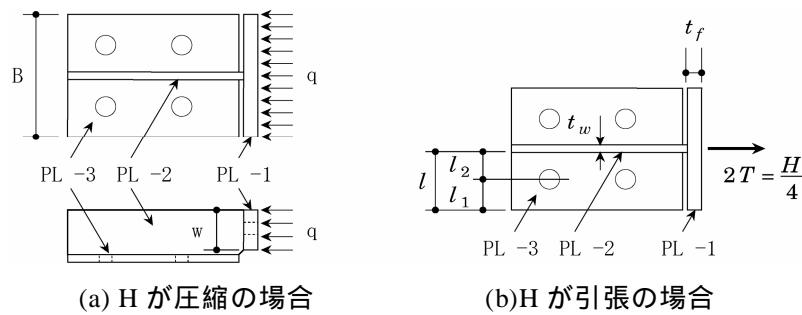 B
q
PL -3 PL -2 PL -1
w
q
(a) H が圧縮の場合
t_f
t_w
l
l_2
l_1
2T = H/4
PL -3 PL -2 PL -1
(b)H が引張の場合